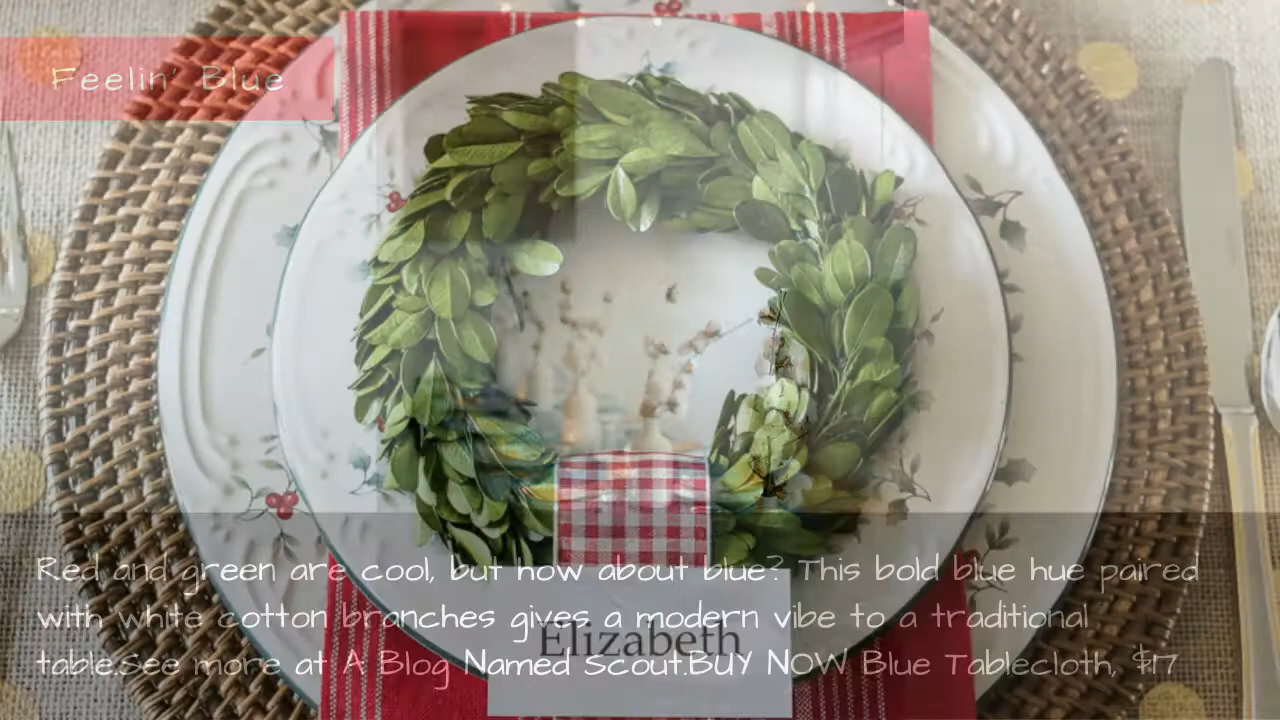 Feelin' Blue
Red and green are cool, but how about blue? This bold blue hue paired
with white cotton branches gives a modern vibe to a traditional
Elizabeth
table.See more at A Blog Named Scout.BUY NOW Blue Tablecloth, $17